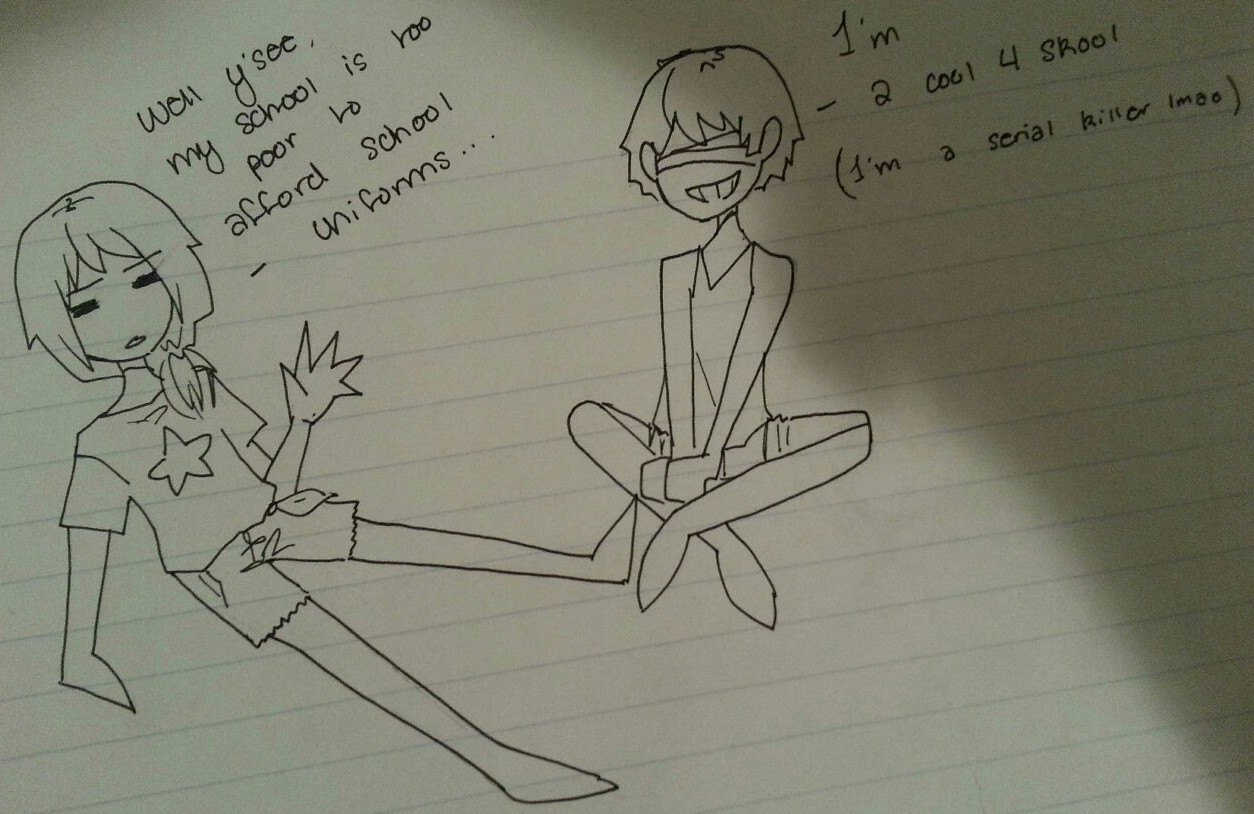 Well y'see,
my school is too
poor to
afford school
uniforms...
I'm
2 cool 4 skool
(I'm a serial killer lmao)